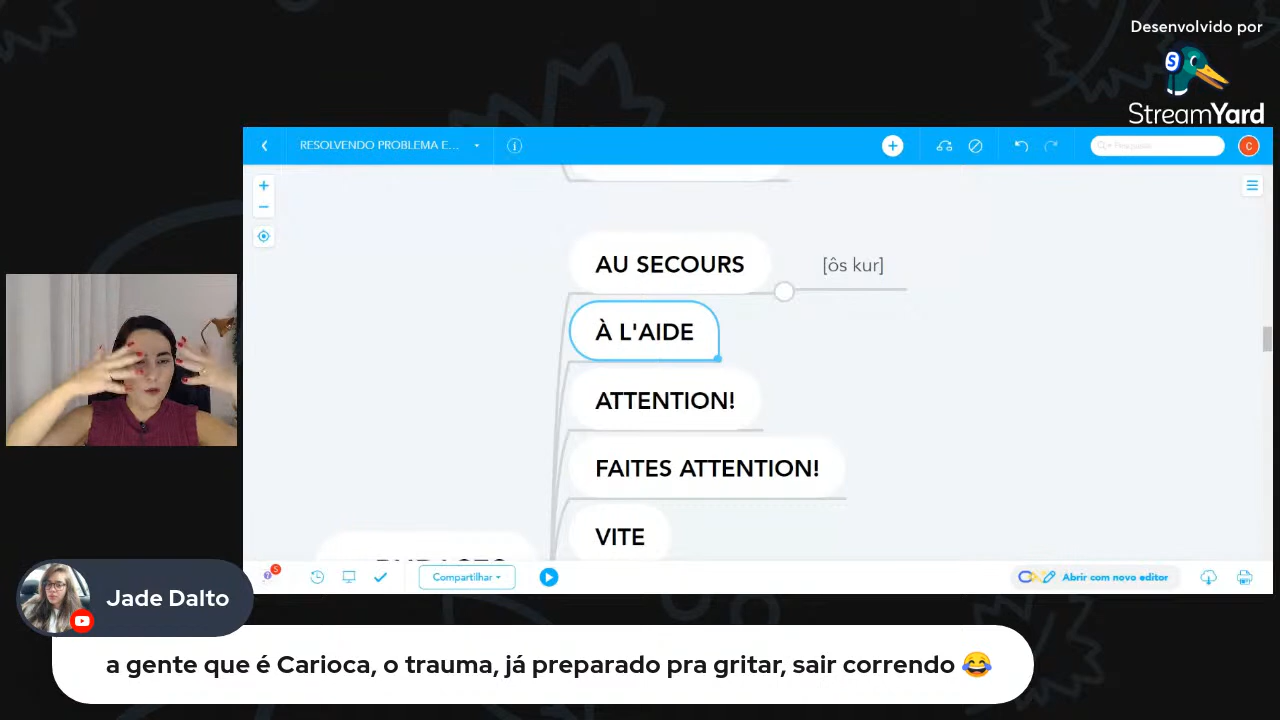 Desenvolvido por
StreamYard
RESOLVENDO PROBLEMA E...
C
AU SECOURS
[ôs kur]
À L'AIDE
ATTENTION!
FAITES ATTENTION!
VITE
5
Compartilhar
Abrir com novo editor
Jade Dalto
a gente que é Carioca, o trauma, já preparado pra gritar, sair correndo 😂